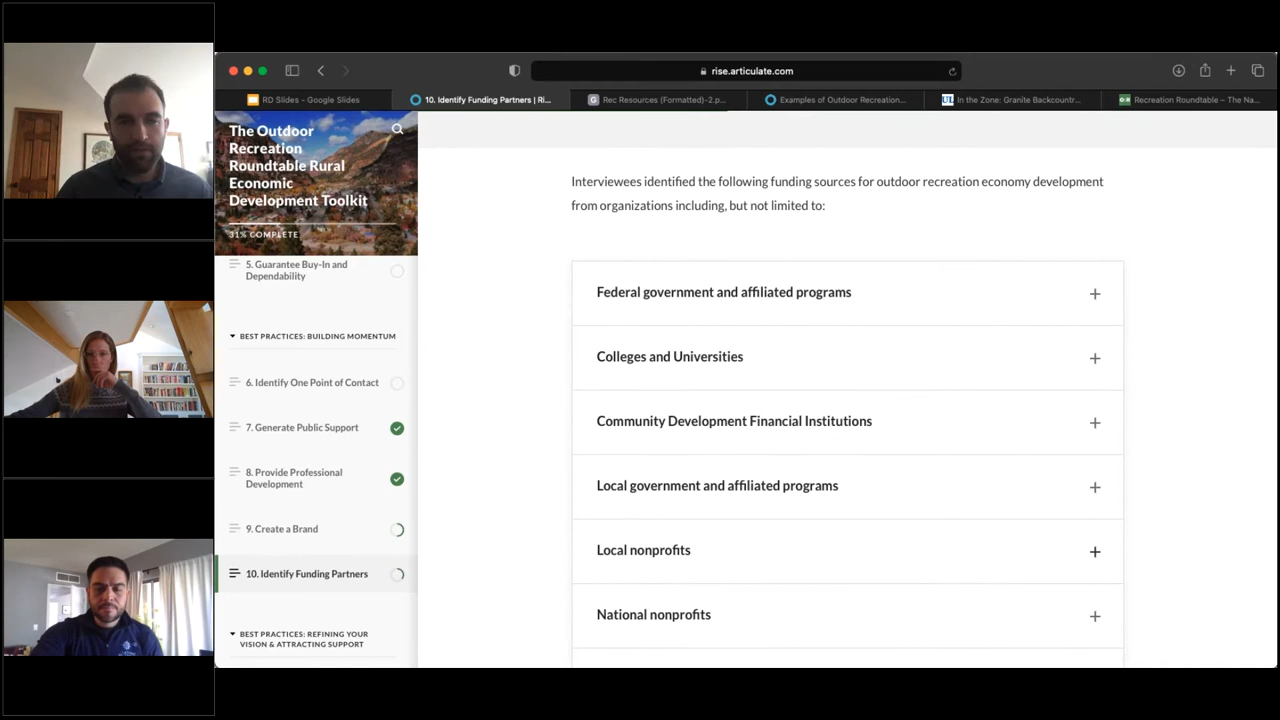 rise.articulate.com
RD Slides - Google Slides
10. Identify Funding Partners | Ri...
Rec Resources (Formatted)-2.p...
Examples of Outdoor Recreation...
In the Zone: Granite Backcountr...
Recreation Roundtable – The Na...
The Outdoor
Recreation
Roundtable Rural
Economic
Development Toolkit
31% COMPLETE
5. Guarantee Buy-In and
Dependability
BEST PRACTICES: BUILDING MOMENTUM
6. Identify One Point of Contact
7. Generate Public Support
8. Provide Professional
Development
9. Create a Brand
10. Identify Funding Partners
BEST PRACTICES: REFINING YOUR
VISION & ATTRACTING SUPPORT
Interviewees identified the following funding sources for outdoor recreation economy development
from organizations including, but not limited to:
Federal government and affiliated programs
Colleges and Universities
Community Development Financial Institutions
Local government and affiliated programs
Local nonprofits
National nonprofits